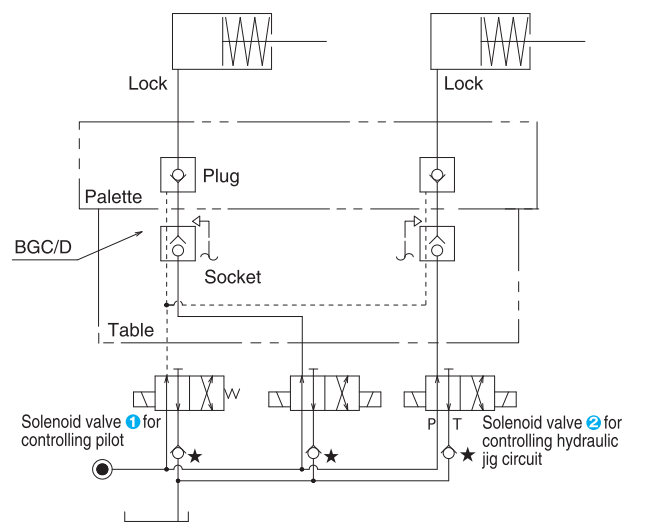 Lock
Lock
Plug
Palette
BGC/D
Socket
Table
Solenoid valve 1 for
controlling pilot
P T
Solenoid valve 2 for
controlling hydraulic
jig circuit
★
★
★